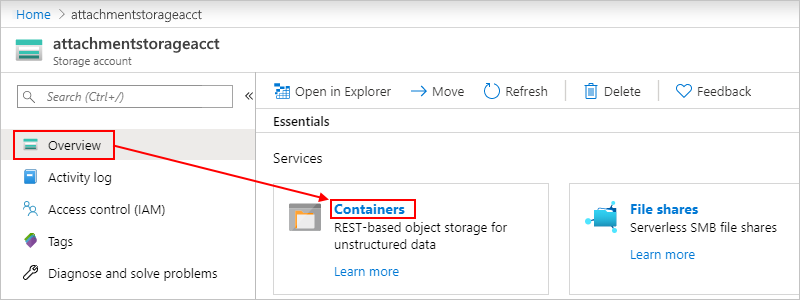 Home > attachmentstorageacct
attachmentstorageacct
Storage account
Search (Ctrl+/)
«
Open in Explorer Move Refresh Delete Feedback
Essentials
Overview
Activity log
Access control (IAM)
Tags
Diagnose and solve problems
Services
Containers
REST-based object storage for
unstructured data
Learn more
File shares
Serverless SMB file shares
Learn more